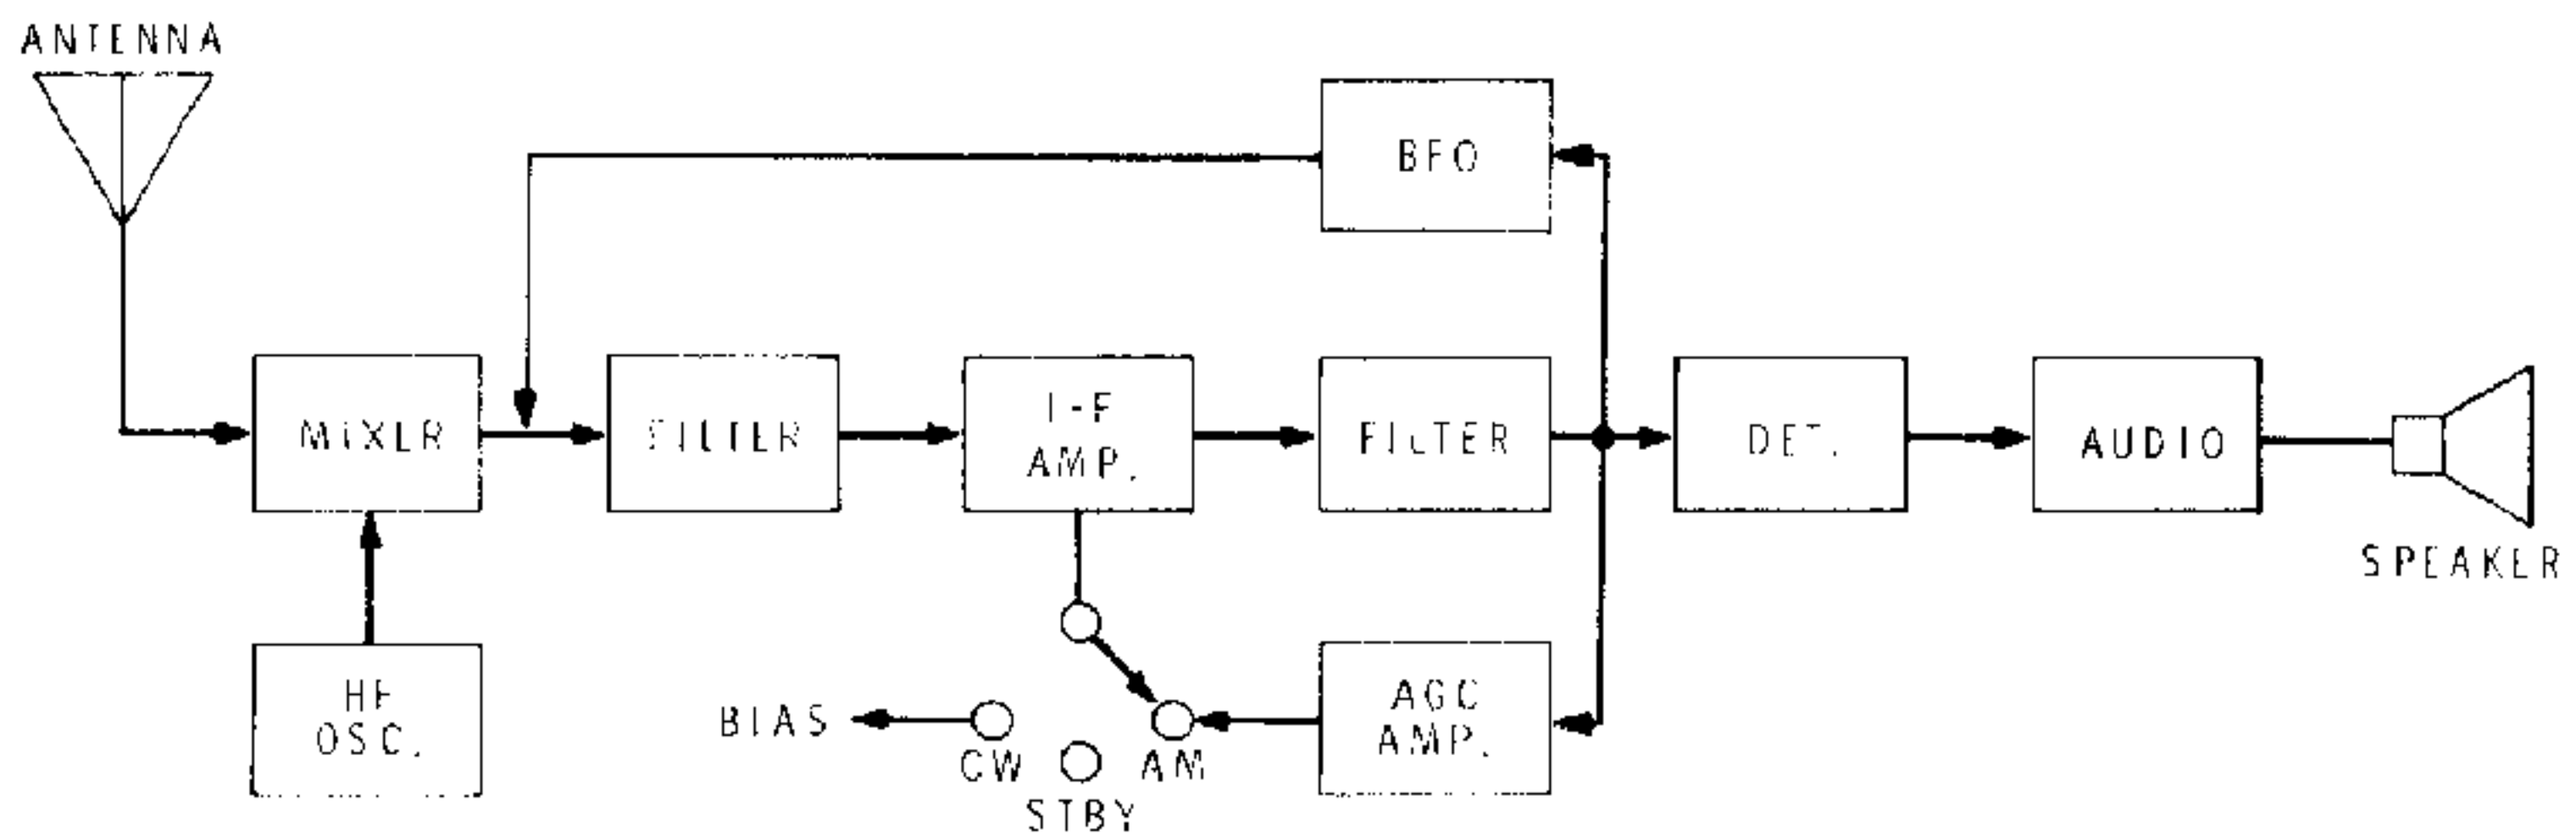 ANTENNA
BFO
MIXER
FILTER
I-F
AMP.
FILTER
DET.
AUDIO
SPEAKER
HF
OSC.
BIAS
CW
STBY
AM
AGC
AMP.